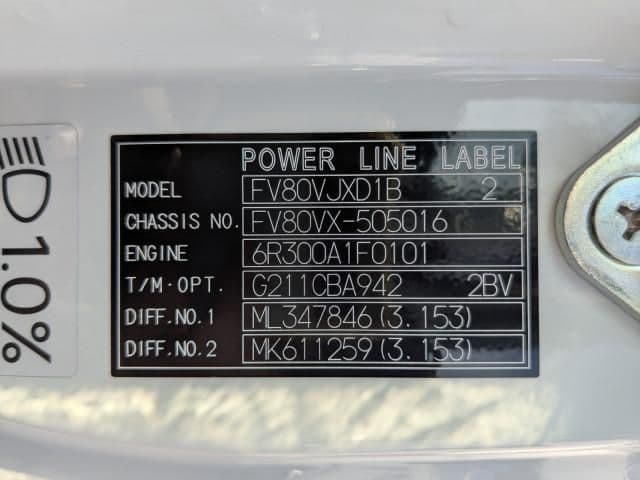 POWER LINE LABEL
MODEL FV80VJXD1B 2
CHASSIS NO. FV80VX-505016
ENGINE 6R300A1F0101
T/M·OPT. G211CBA942 2BV
DIFF.NO.1 ML347846(3.153)
DIFF.NO.2 MK611259(3.153)
1.0%